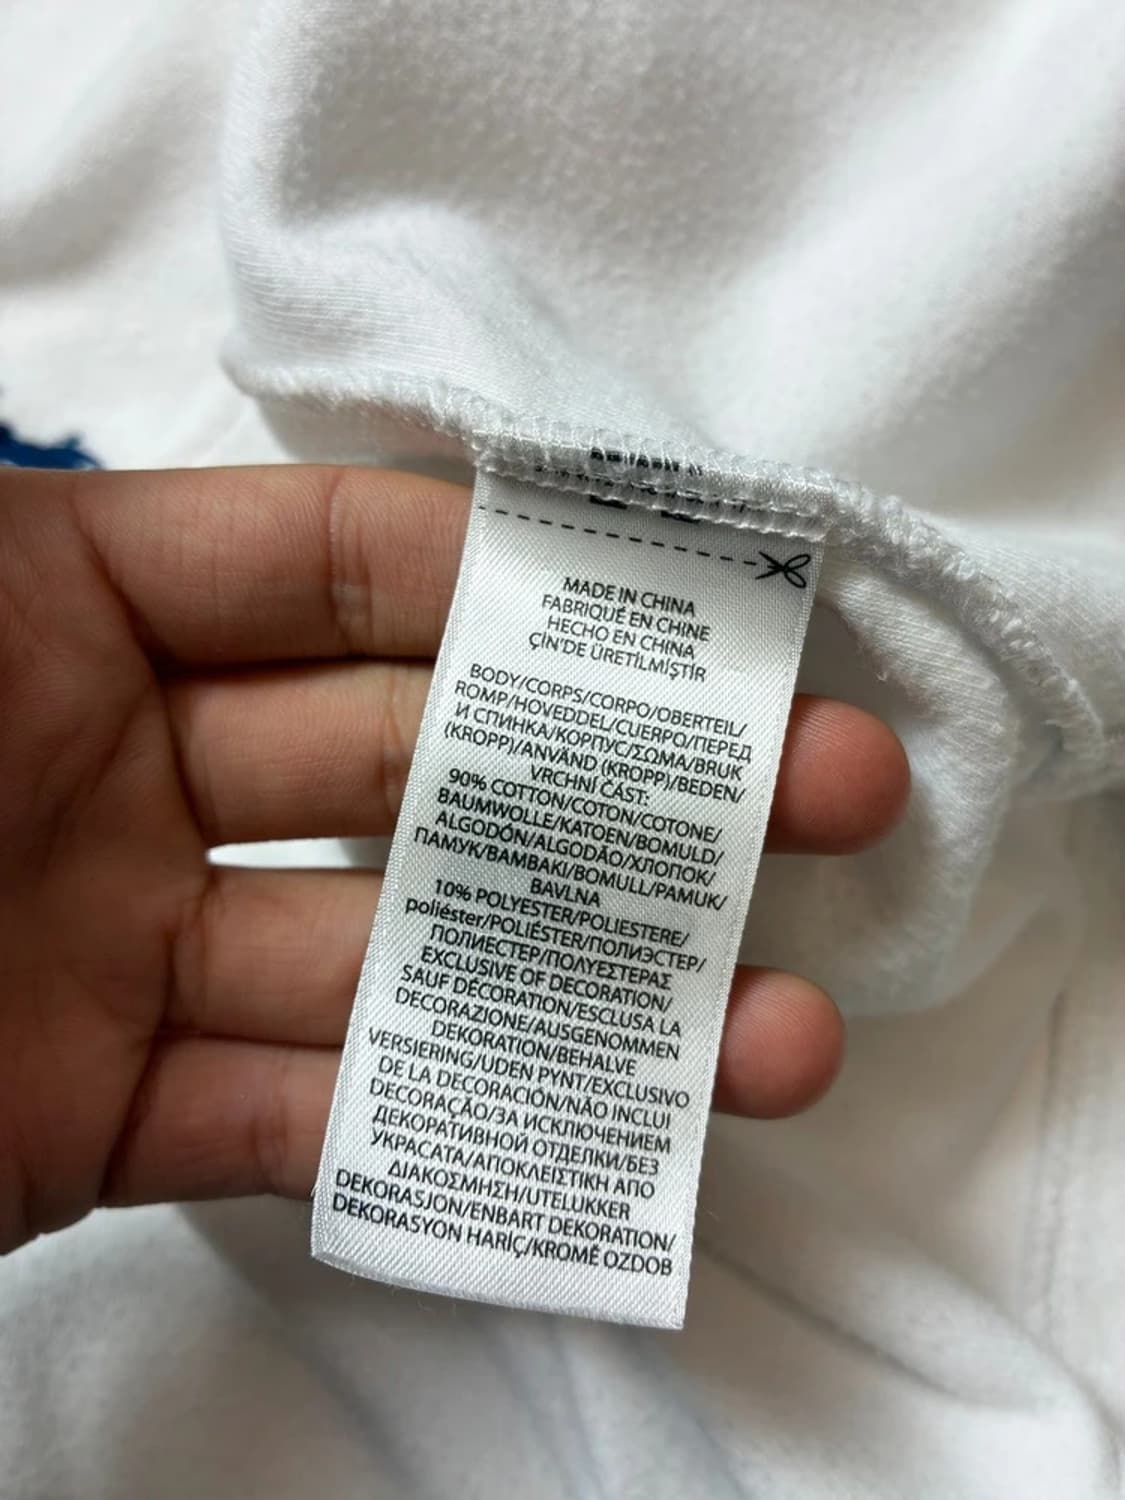 MADE IN CHINA
FABRIQUÉ EN CHINE
HECHO EN CHINA
ÇİN'DE ÜRETİLMİŞTİR
BODY/CORPS/CORPO/OBERTEIL/
ROMP/HOVEDDEL/CUERPO/ПЕРЕД
И СПИНКА/КОРПУС/ΣΩΜΑ/BRUK
(KROPP)/ANVÄND (KROPP)/BEDEN/
VRCHNÍ ČÁST:
90% COTTON/COTON/COTONE/
BAUMWOLLE/KATOEN/BOMULD/
ALGODÓN/ALGODÃO/ХЛОПОК/
ПАМУК/ΒΑΜΒΑΚΙ/BOMULL/PAMUK/
BAVLNA
10% POLYESTER/POLIESTERE/
poliéster/POLIÉSTER/ПОЛИЭСТЕР/
ПОЛИЕСТЕР/ΠΟΛΥΕΣΤΕΡΑΣ
EXCLUSIVE OF DECORATION/
SAUF DÉCORATION/ESCLUSA LA
DECORAZIONE/AUSGENOMMEN
DEKORATION/BEHALVE
VERSIERING/UDEN PYNT/EXCLUSIVO
DE LA DECORACIÓN/NÃO INCLUI
DECORAÇÃO/ЗА ИСКЛЮЧЕНИЕМ
ДЕКОРАТИВНОЙ ОТДЕЛКИ/БЕЗ
УКРАСАТА/ΑΠΟΚΛΕΙΣΤΙΚΗ ΑΠΟ
ΔΙΑΚΟΣΜΗΣΗ/UTELUKKER
DEKORASJON/ENBART DEKORATION/
DEKORASYON HARİÇ/KROMĚ OZDOB